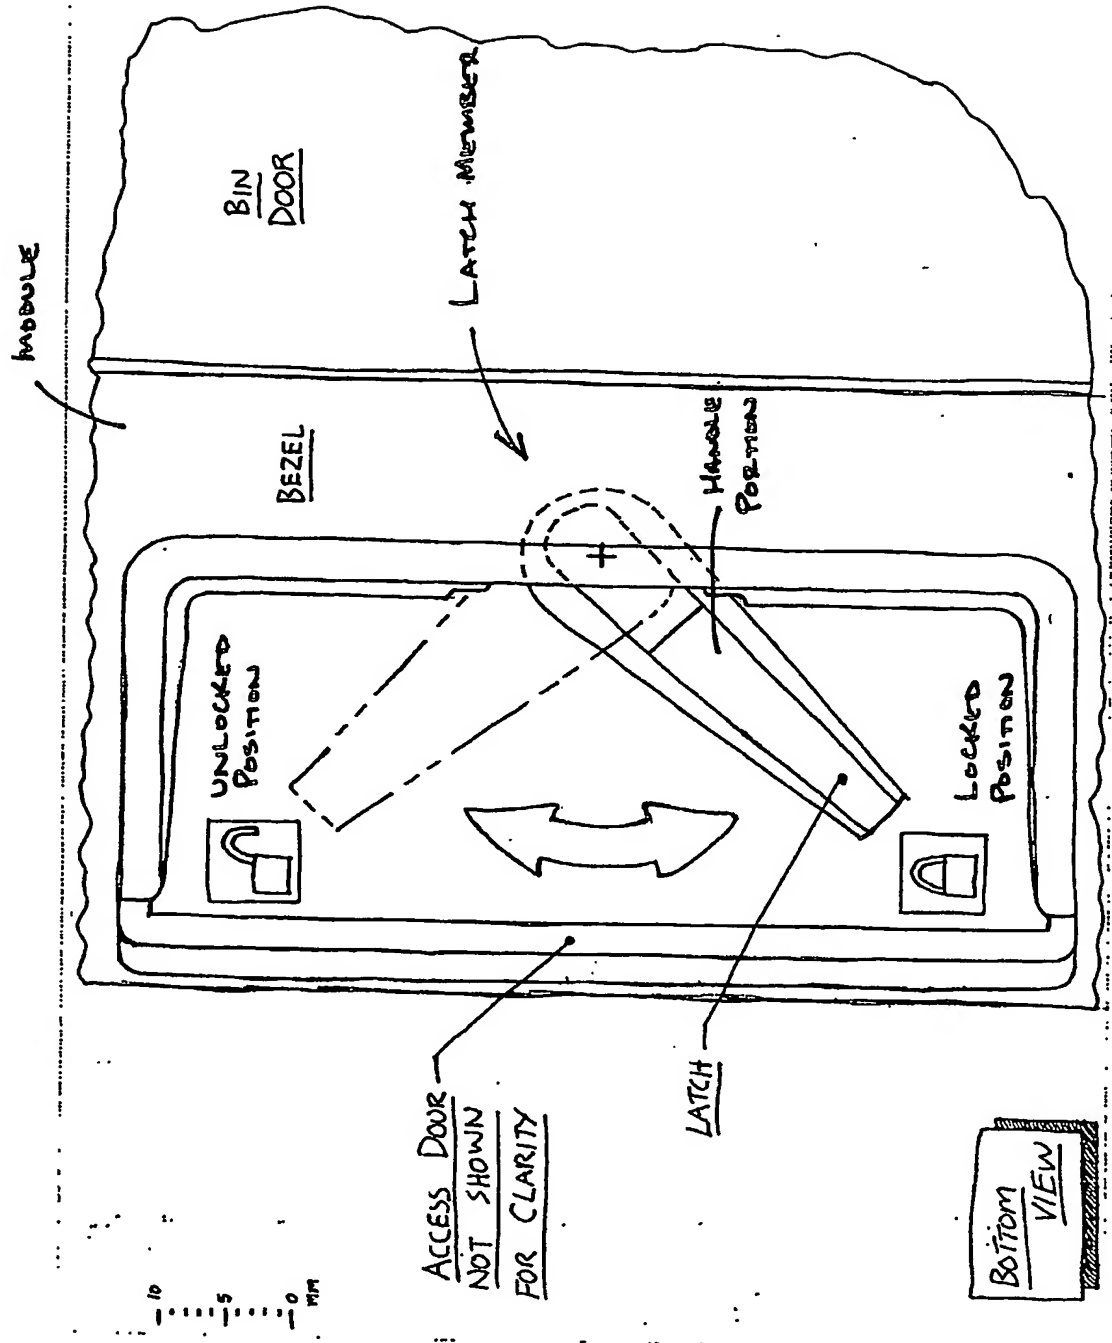 MODULE
10
5
0
MM
UNLOCKED
POSITION
BEZEL
BIN
DOOR
ACCESS DOOR
NOT SHOWN
FOR CLARITY
LATCH MEMBER
LATCH
HANDLE
PORTION
LOCKED
POSITION
BOTTOM
VIEW